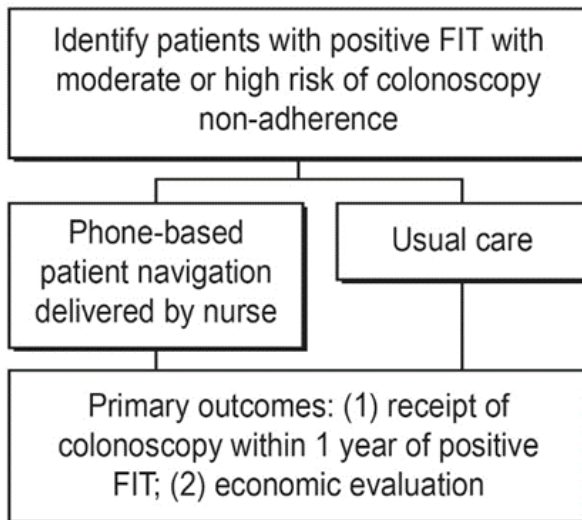 Identify patients with positive FIT with
moderate or high risk of colonoscopy
non-adherence
Phone-based
patient navigation
delivered by nurse
Usual care
Primary outcomes: (1) receipt of
colonoscopy within 1 year of positive
FIT; (2) economic evaluation